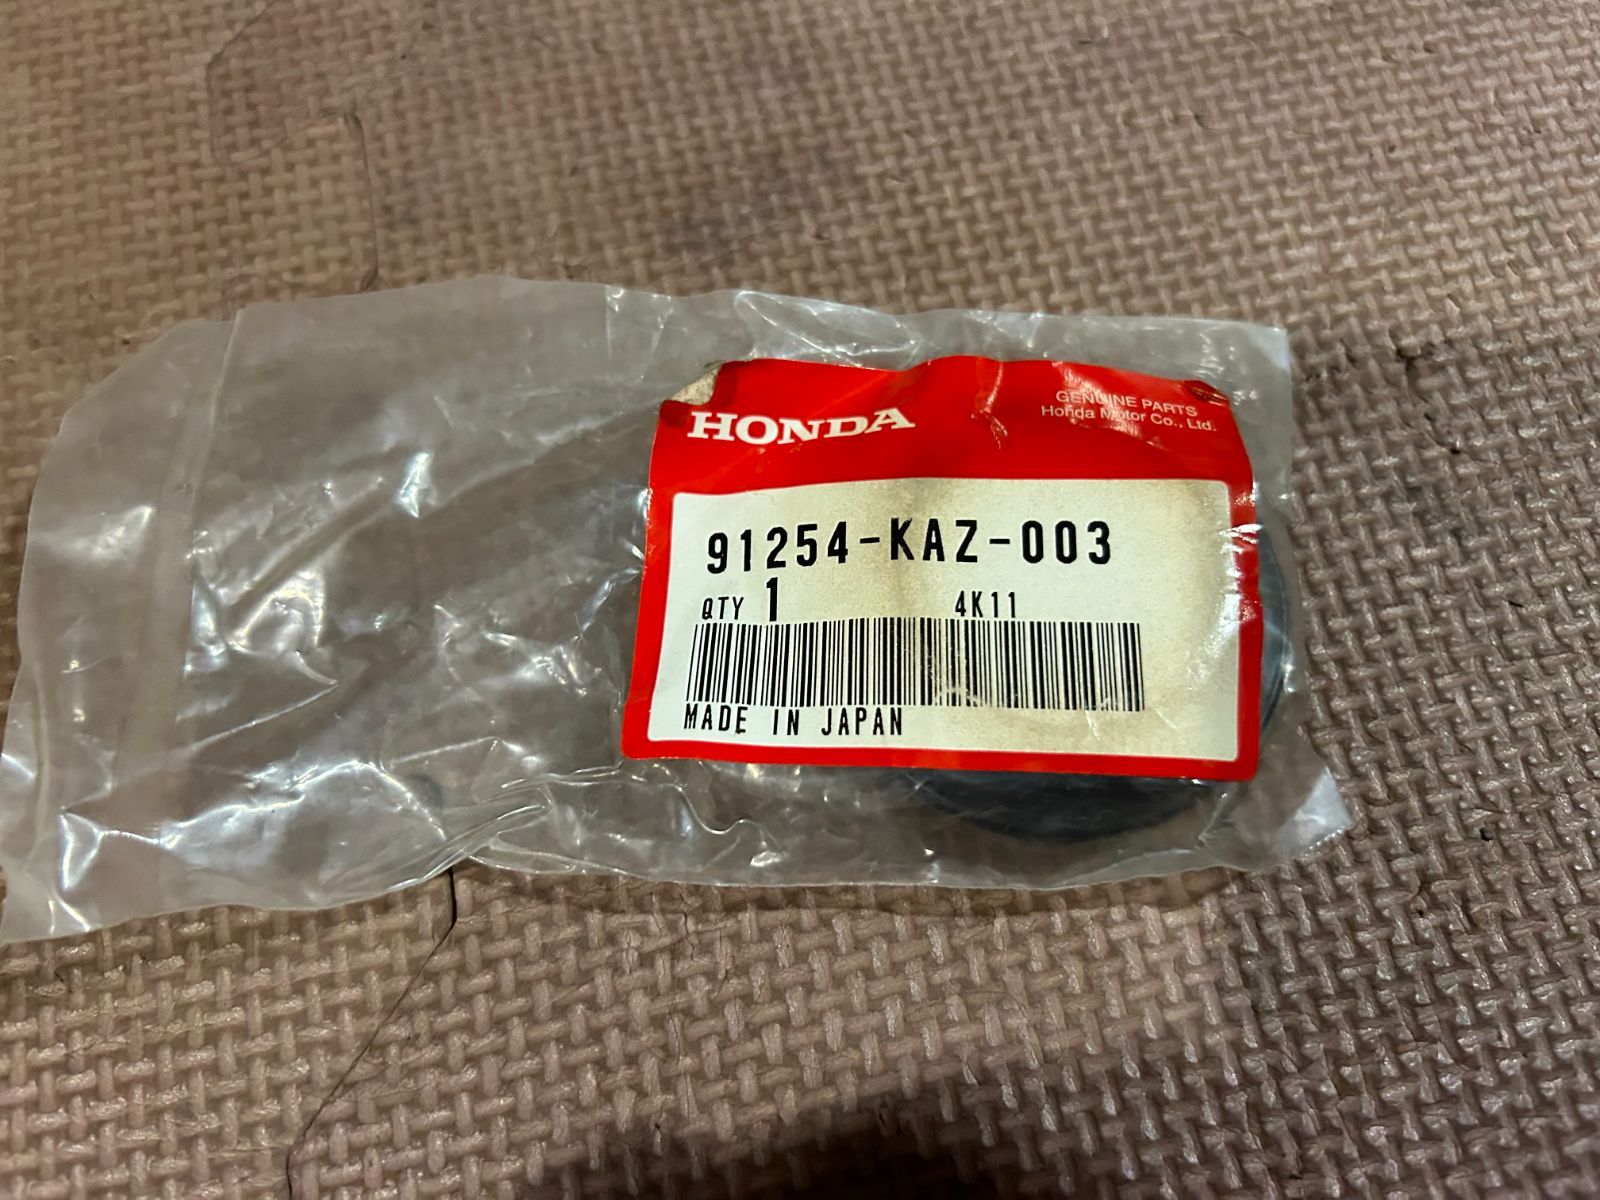 HONDA
GENUINE PARTS
Honda Motor Co., Ltd.
91254-KAZ-003
QTY 1 4K11
MADE IN JAPAN